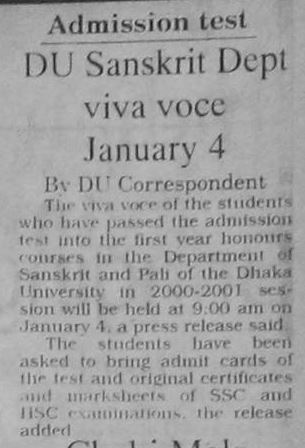 Admission test
DU Sanskrit Dept
viva voce
January 4
By DU Correspondent
The viva voce of the students
who have passed the admission
test into the first year honours
courses in the Department of
Sanskrit and Pali of the Dhaka
University in 2000-2001 ses-
sion will be held at 9:00 am on
January 4, a press release said.
The students have been
asked to bring admit cards of
the test and original certificates
and marksheets of SSC and
HSC examinations, the release
added